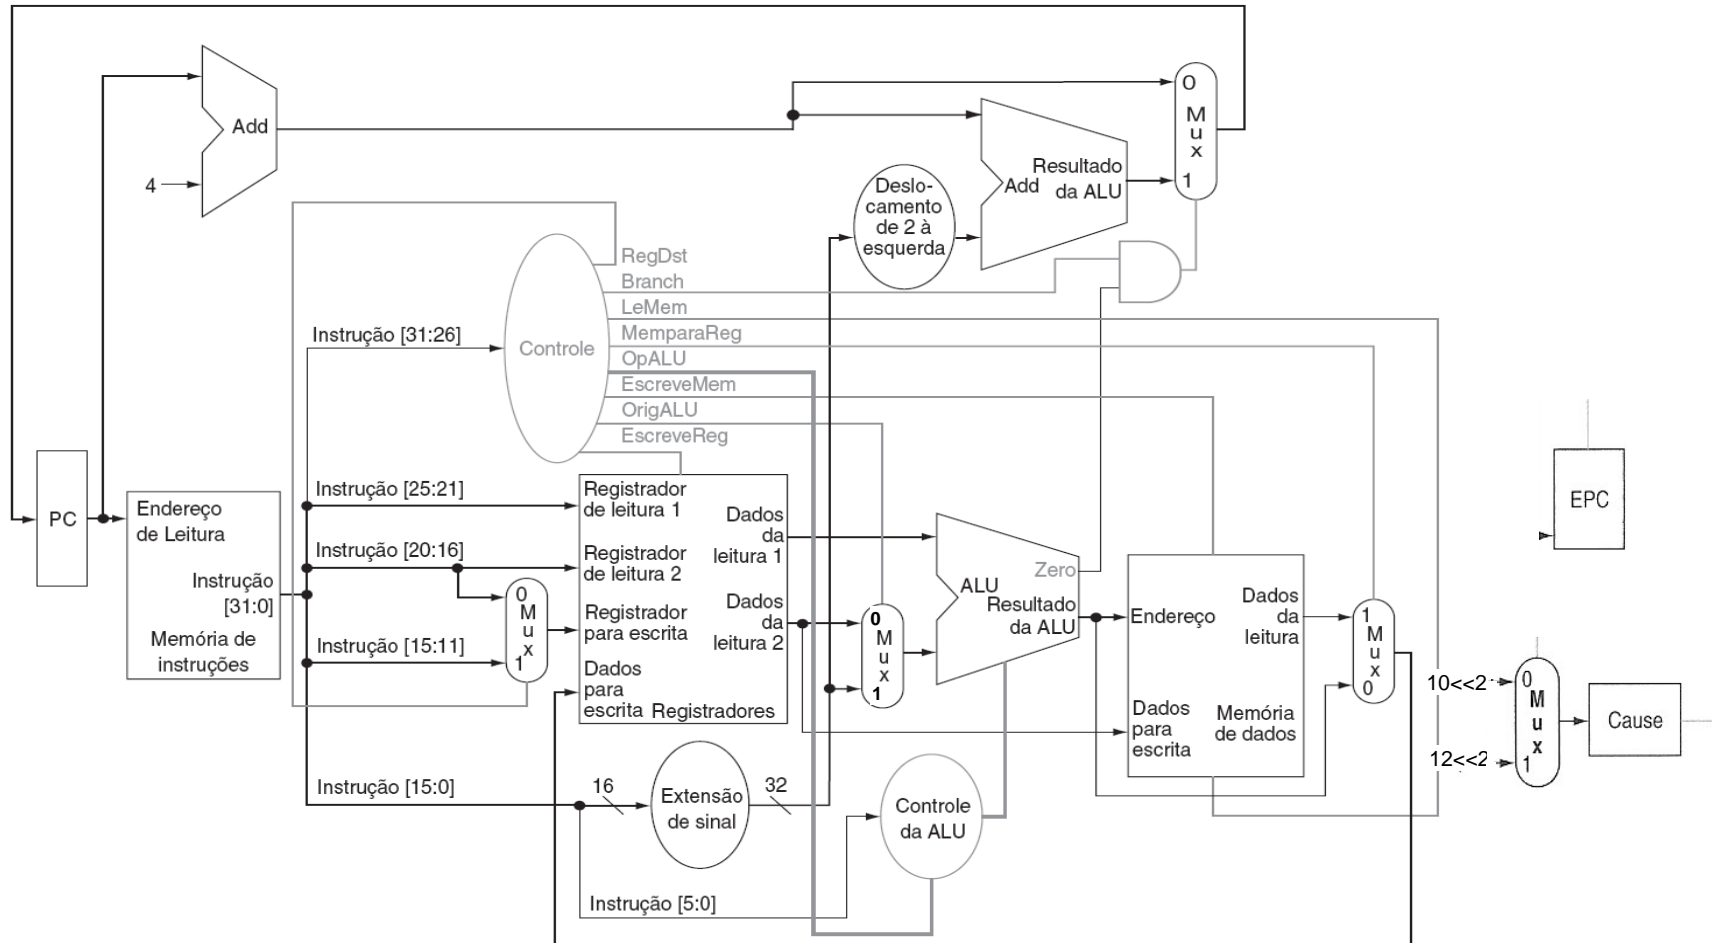 Add
4
0
M
u
x
1
Resultado
da ALU
Add
Deslo-
camento
de 2 à
esquerda
RegDst
Branch
LeMem
MemparaReg
OpALU
EscreveMem
OrigALU
EscreveReg
Controle
Instrução [31:26]
Instrução [25:21]
Instrução [20:16]
Instrução [15:11]
Instrução [15:0]
Instrução [5:0]
PC
Endereço
de Leitura
Instrução
[31:0]
Memória de
instruções
0
M
u
x
1
Registrador
de leitura 1
Registrador
de leitura 2
Registrador
para escrita
Dados
para
escrita
Registradores
Dados
da
leitura 1
Dados
da
leitura 2
16
Extensão
de sinal
32
0
M
u
x
1
ALU
Zero
Resultado
da ALU
Controle
da ALU
Endereço
Dados
da
leitura
Dados
para
escrita
Memória
de dados
1
M
u
x
0
EPC
10<<2
12<<2
0
M
u
x
1
Cause